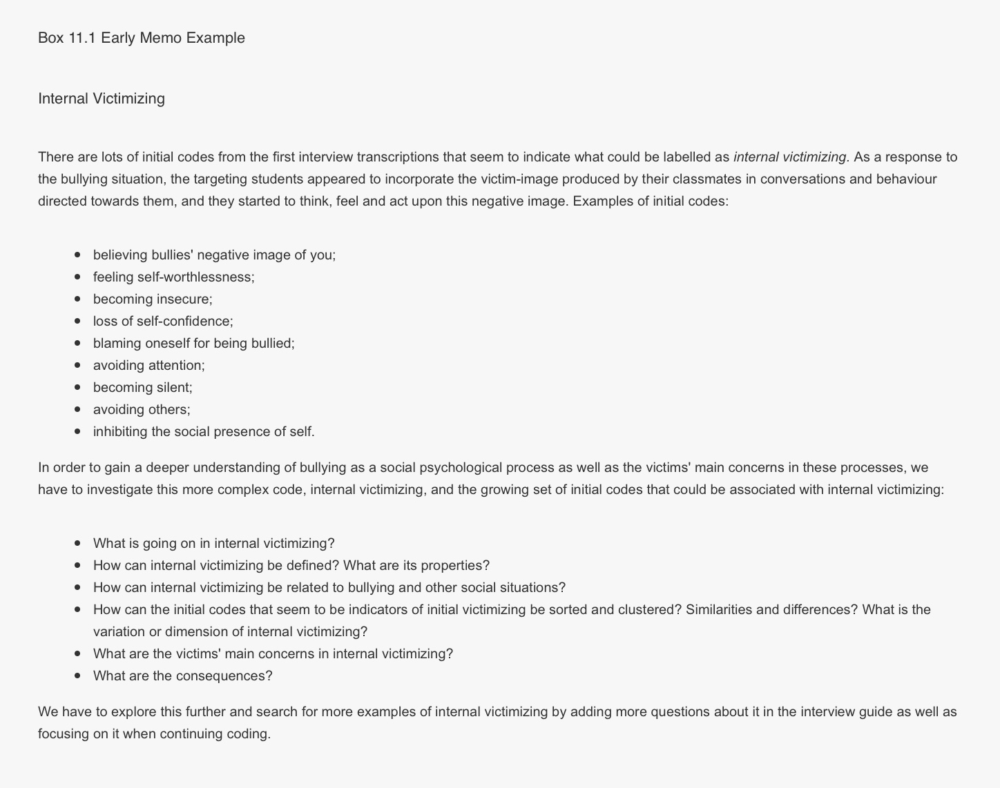 Box 11.1 Early Memo Example
Internal Victimizing
There are lots of initial codes from the first interview transcriptions that seem to indicate what could be labelled as internal victimizing. As a response to
the bullying situation, the targeting students appeared to incorporate the victim-image produced by their classmates in conversations and behaviour
directed towards them, and they started to think, feel and act upon this negative image. Examples of initial codes:
• believing bullies' negative image of you;
• feeling self-worthlessness;
• becoming insecure;
• loss of self-confidence;
• blaming oneself for being bullied;
• avoiding attention;
• becoming silent;
• avoiding others;
• inhibiting the social presence of self.
In order to gain a deeper understanding of bullying as a social psychological process as well as the victims' main concerns in these processes, we
have to investigate this more complex code, internal victimizing, and the growing set of initial codes that could be associated with internal victimizing:
• What is going on in internal victimizing?
• How can internal victimizing be defined? What are its properties?
• How can internal victimizing be related to bullying and other social situations?
• How can the initial codes that seem to be indicators of initial victimizing be sorted and clustered? Similarities and differences? What is the
variation or dimension of internal victimizing?
• What are the victims' main concerns in internal victimizing?
• What are the consequences?
We have to explore this further and search for more examples of internal victimizing by adding more questions about it in the interview guide as well as
focusing on it when continuing coding.